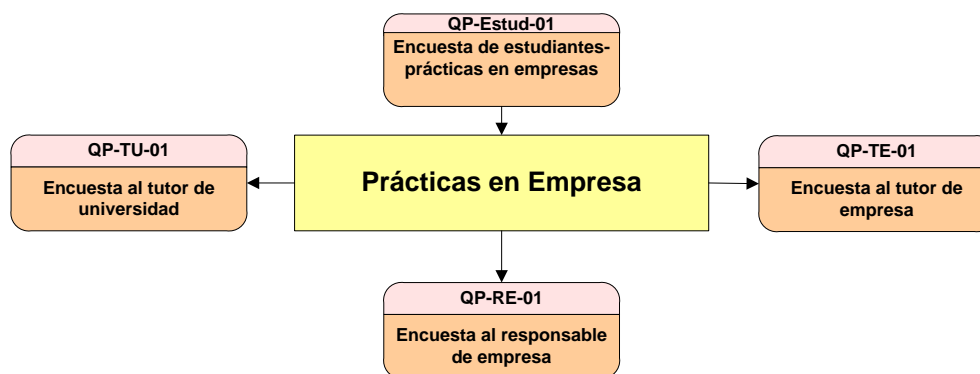 QP-Estud-01
Encuesta de estudiantes-
prácticas en empresas
QP-TU-01
Encuesta al tutor de
universidad
Prácticas en Empresa
QP-TE-01
Encuesta al tutor de
empresa
QP-RE-01
Encuesta al responsable
de empresa